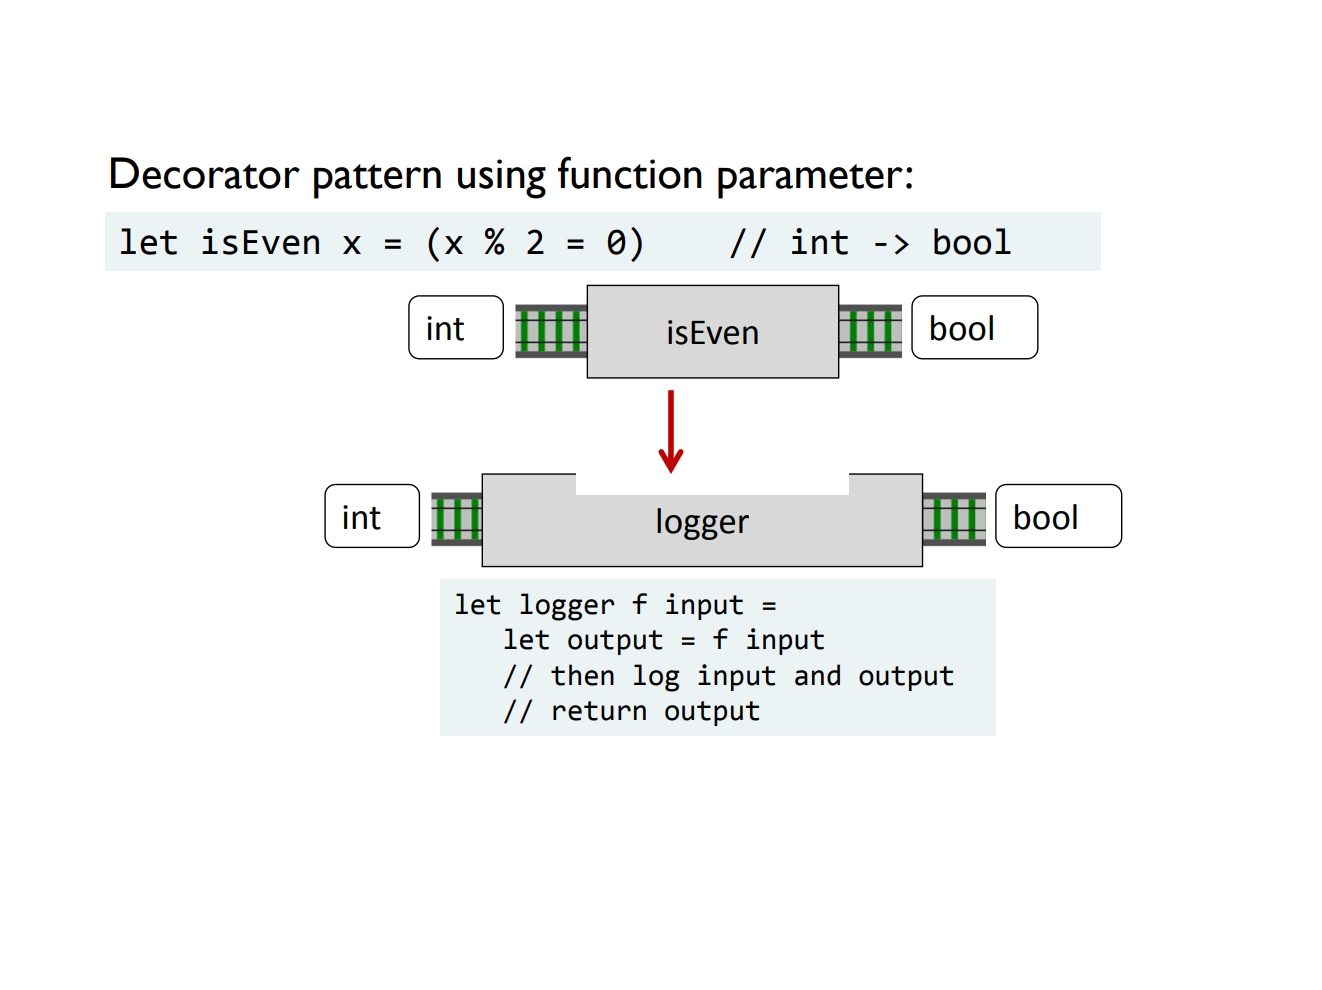 Decorator pattern using function parameter:
let isEven x = (x % 2 = 0)    // int -> bool
int
isEven
bool
int
logger
bool
let logger f input =
   let output = f input
   // then log input and output
   // return output